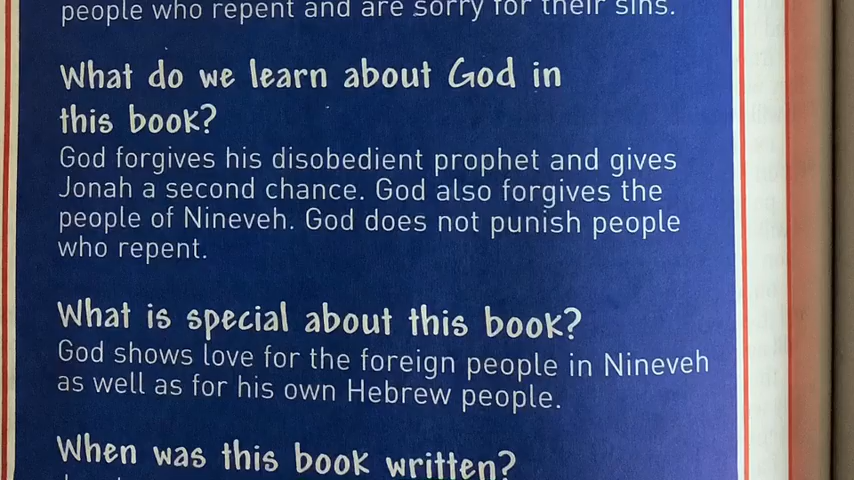 people who repent and are sorry for their sins.
What do we learn about God in
this book?
God forgives his disobedient prophet and gives
Jonah a second chance. God also forgives the
people of Nineveh. God does not punish people
who repent.
What is special about this book?
God shows love for the foreign people in Nineveh
as well as for his own Hebrew people.
When was this book written?